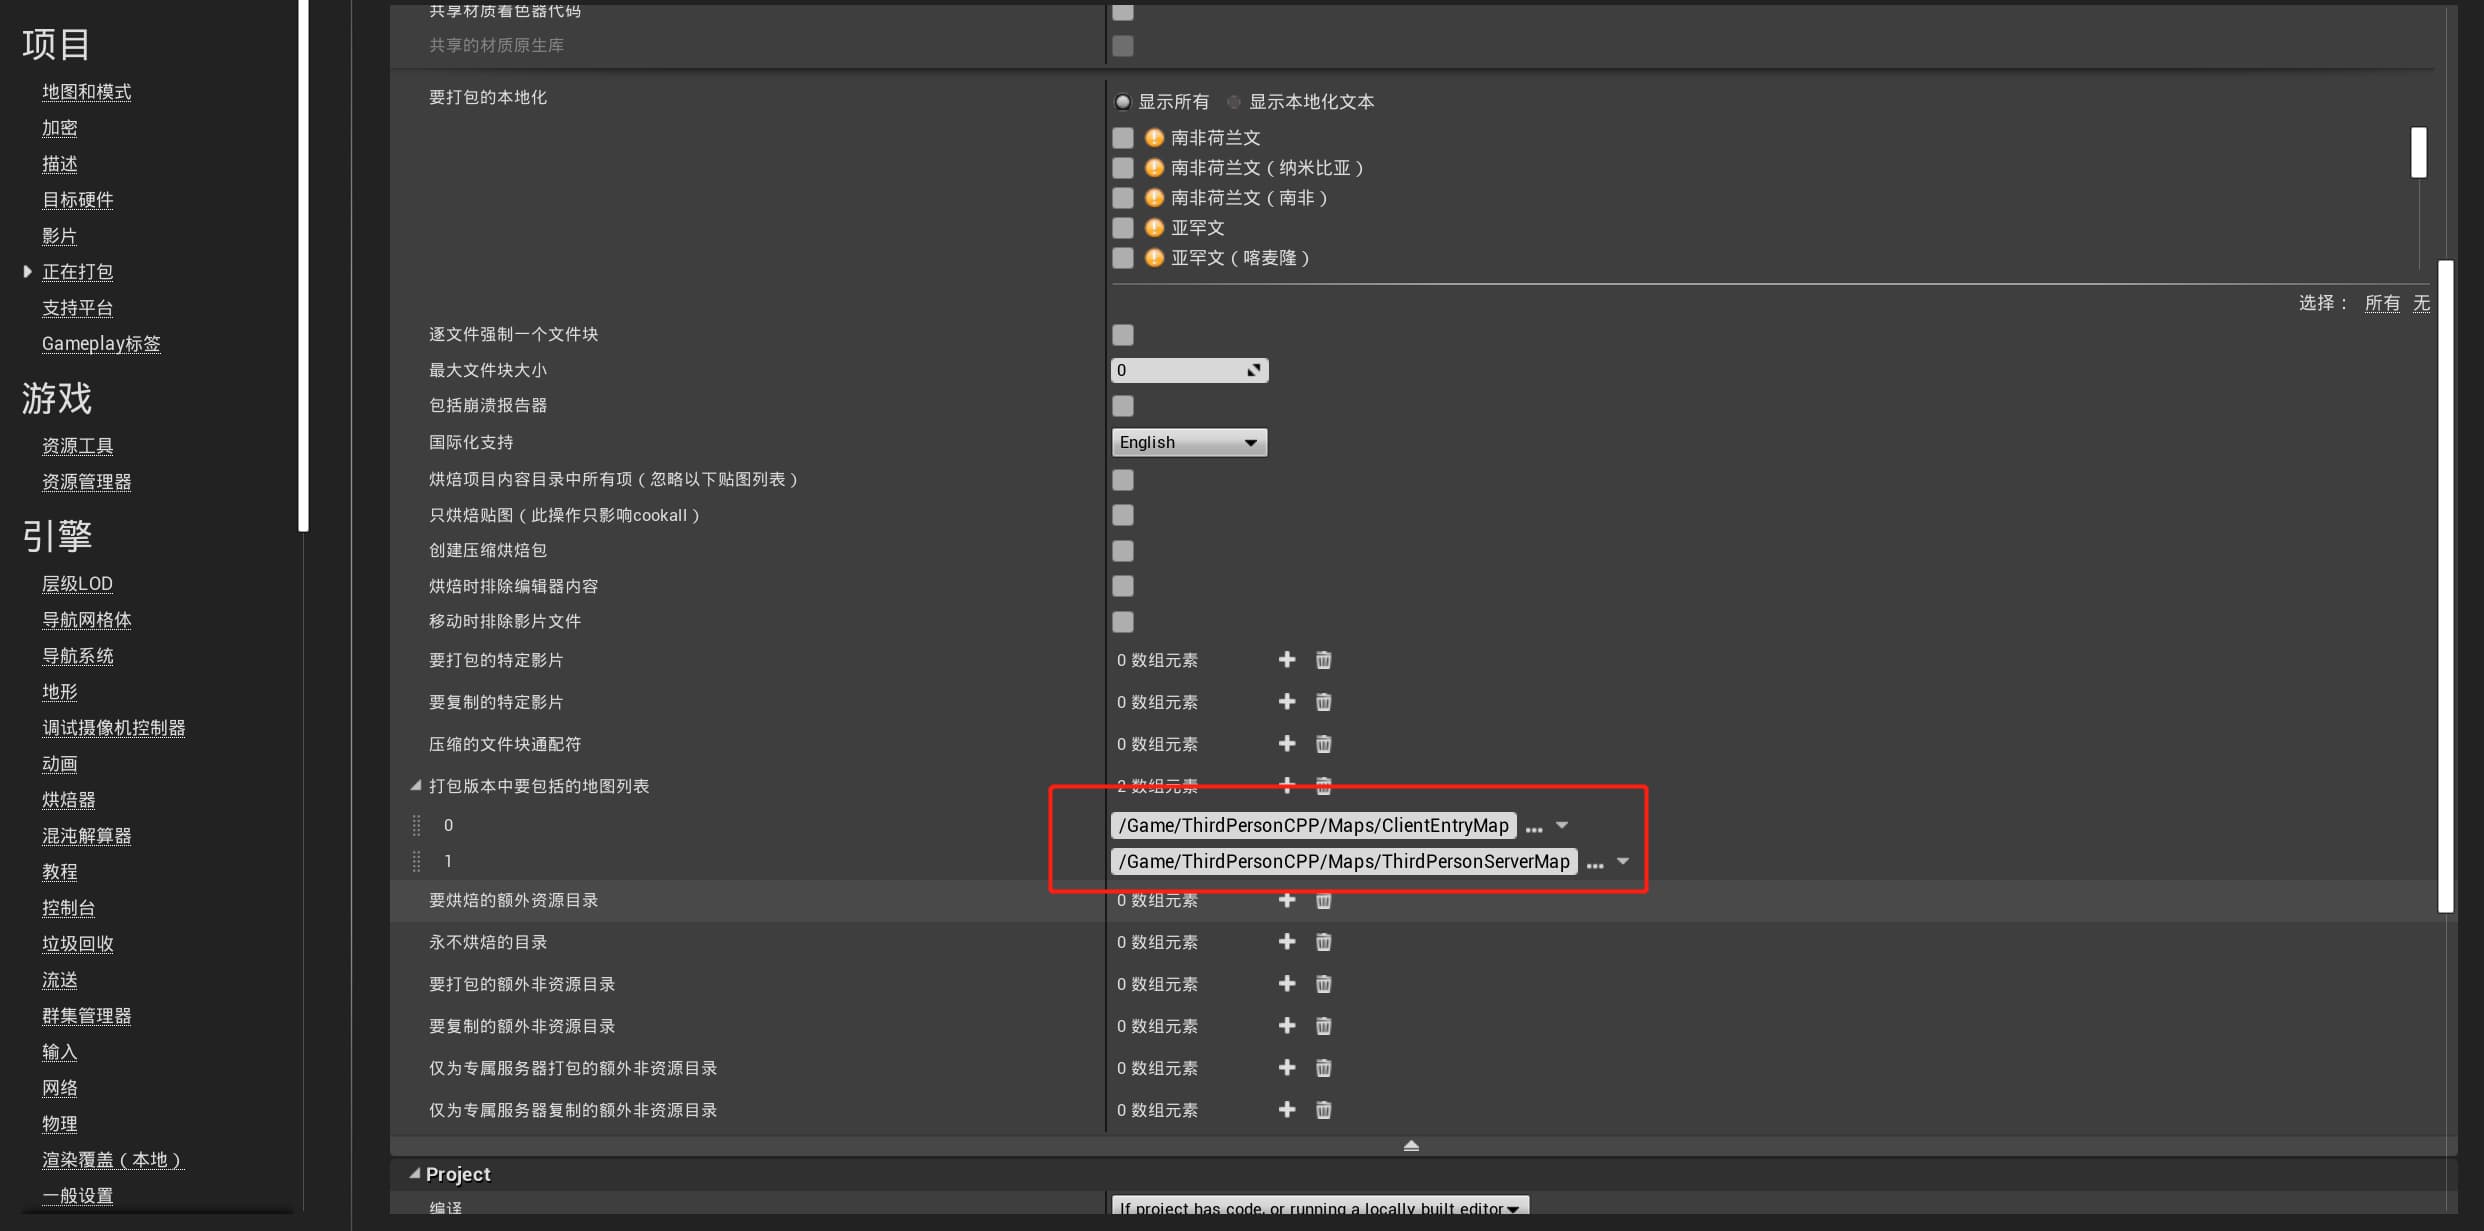 项目
地图和模式
加密
描述
目标硬件
影片
正在打包
支持平台
Gameplay标签
游戏
资源工具
资源管理器
引擎
层级LOD
导航网格体
导航系统
地形
调试摄像机控制器
动画
烘焙器
混沌解算器
教程
控制台
垃圾回收
流送
群集管理器
输入
网络
物理
渲染覆盖（本地）
一般设置
共享材质着色器代码
共享的材质原生库
要打包的本地化
显示所有 显示本地化文本
南非荷兰文
南非荷兰文（纳米比亚）
南非荷兰文（南非）
亚罕文
亚罕文（喀麦隆）
选择： 所有 无
逐文件强制一个文件块
最大文件块大小 0
包括崩溃报告器
国际化支持 English
烘焙项目内容目录中所有项（忽略以下贴图列表）
只烘焙贴图（此操作只影响cookall）
创建压缩烘焙包
烘焙时排除编辑器内容
移动时排除影片文件
要打包的特定影片 0 数组元素
要复制的特定影片 0 数组元素
压缩的文件块通配符 0 数组元素
打包版本中要包括的地图列表 2 数组元素
0 /Game/ThirdPersonCPP/Maps/ClientEntryMap ...
1 /Game/ThirdPersonCPP/Maps/ThirdPersonServerMap ...
要烘焙的额外资源目录 0 数组元素
永不烘焙的目录 0 数组元素
要打包的额外非资源目录 0 数组元素
要复制的额外非资源目录 0 数组元素
仅为专属服务器打包的额外非资源目录 0 数组元素
仅为专属服务器复制的额外非资源目录 0 数组元素
Project
编译 If project has code, or running a locally built editor